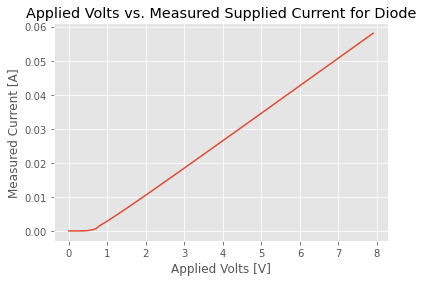 Applied Volts vs. Measured Supplied Current for Diode
0.06
0.05
0.04
0.03
0.02
0.01
0.00
Measured Current [A]
0 1 2 3 4 5 6 7 8
Applied Volts [V]